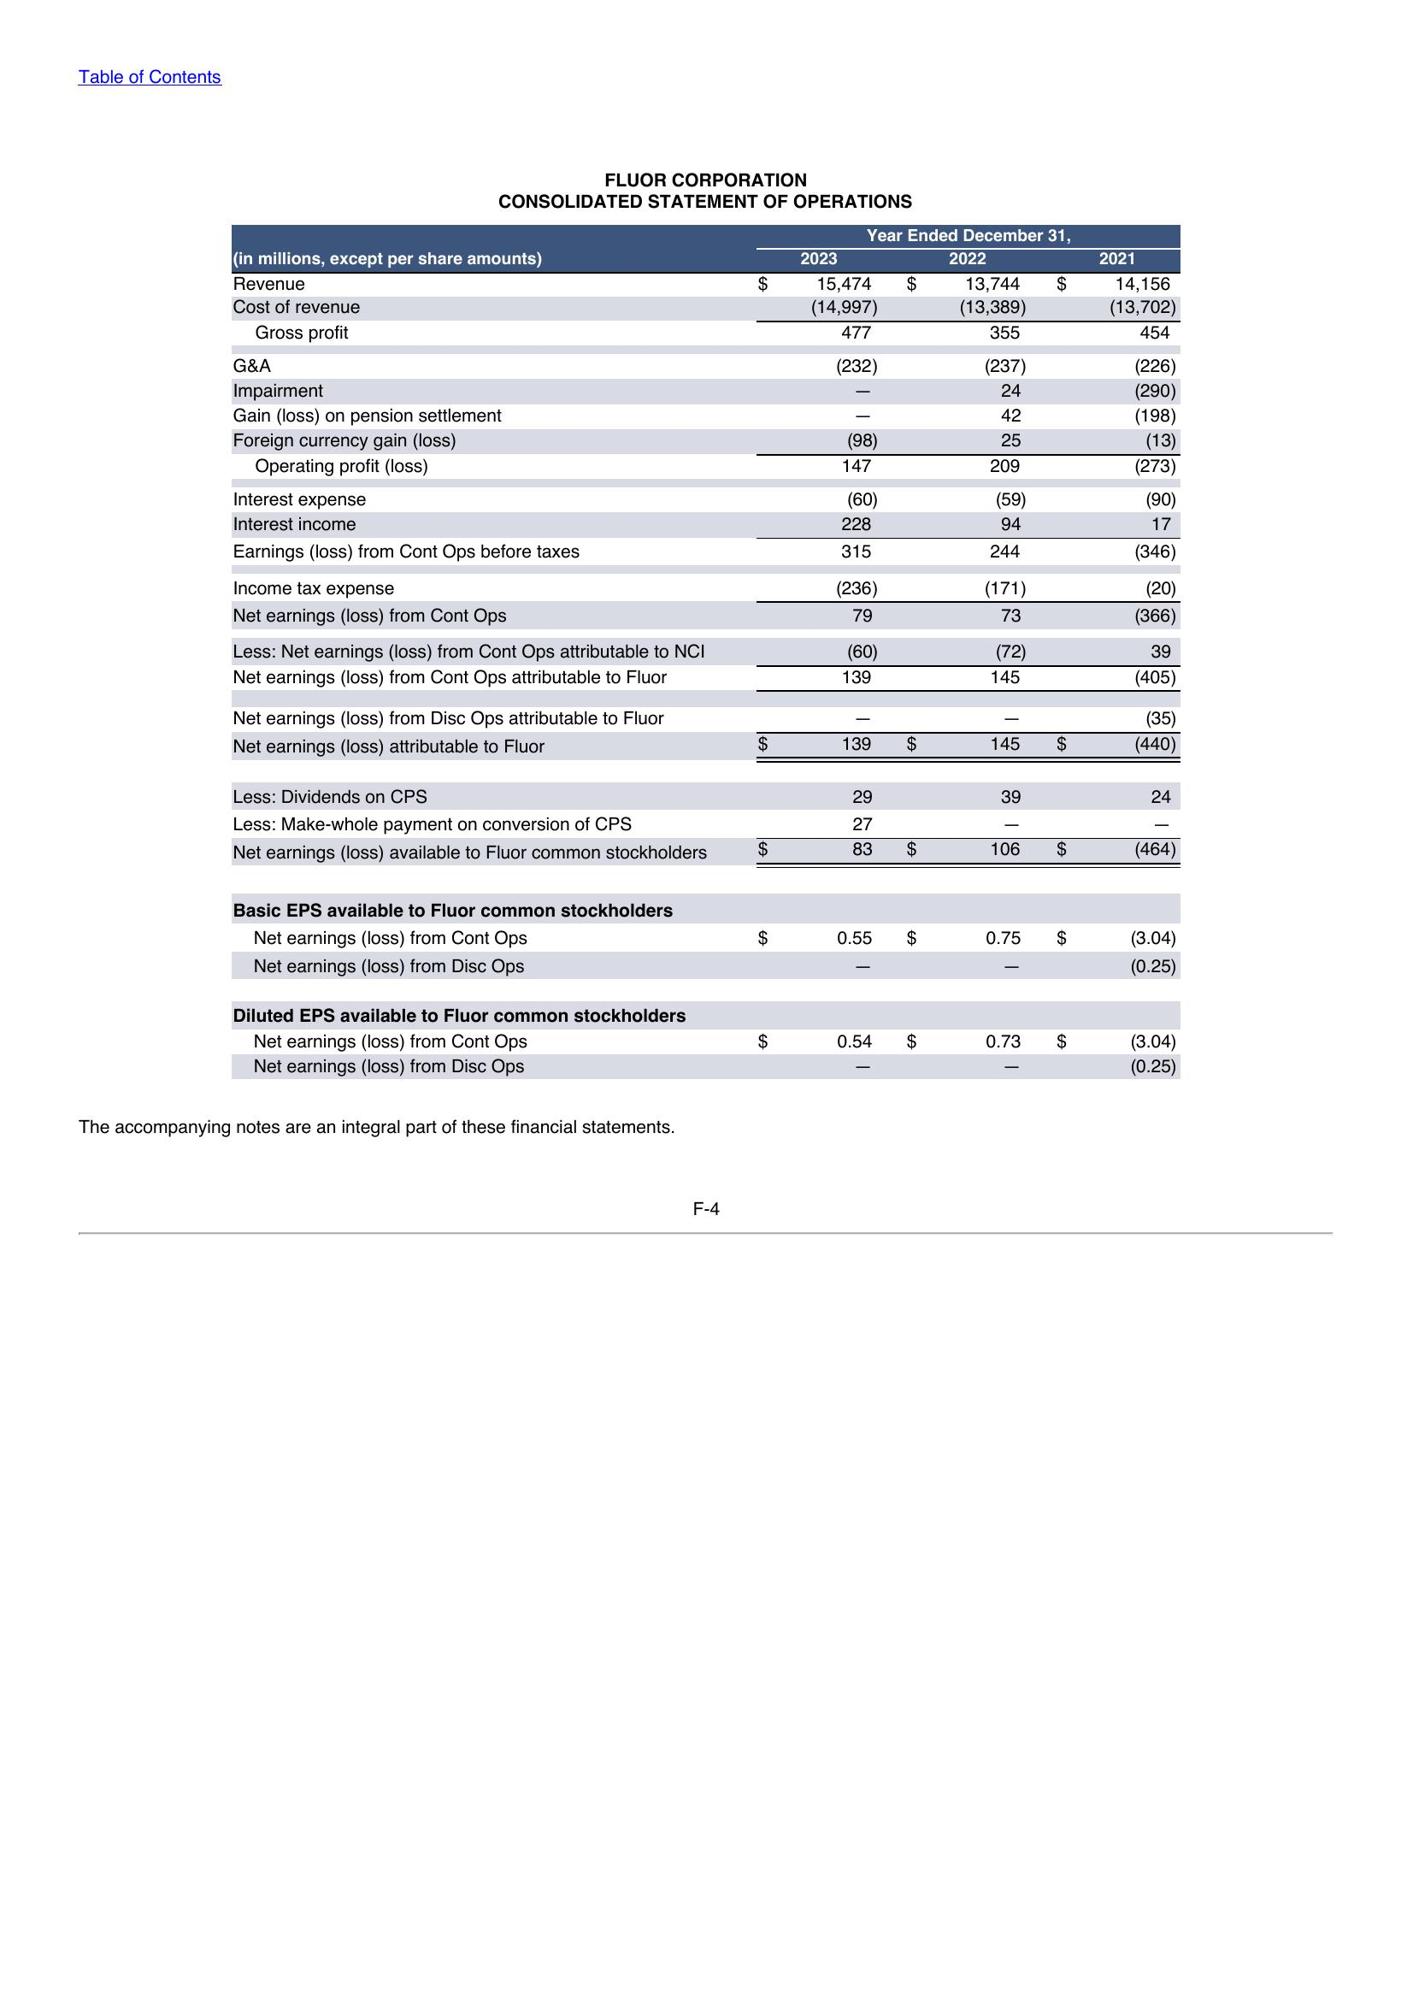 Table of Contents
FLUOR CORPORATION
CONSOLIDATED STATEMENT OF OPERATIONS
Year Ended December 31,
(in millions, except per share amounts) 2023 2022 2021
Revenue $ 15,474 $ 13,744 $ 14,156
Cost of revenue (14,997) (13,389) (13,702)
Gross profit 477 355 454
G&A (232) (237) (226)
Impairment — 24 (290)
Gain (loss) on pension settlement — 42 (198)
Foreign currency gain (loss) (98) 25 (13)
Operating profit (loss) 147 209 (273)
Interest expense (60) (59) (90)
Interest income 228 94 17
Earnings (loss) from Cont Ops before taxes 315 244 (346)
Income tax expense (236) (171) (20)
Net earnings (loss) from Cont Ops 79 73 (366)
Less: Net earnings (loss) from Cont Ops attributable to NCI (60) (72) 39
Net earnings (loss) from Cont Ops attributable to Fluor 139 145 (405)
Net earnings (loss) from Disc Ops attributable to Fluor — — (35)
Net earnings (loss) attributable to Fluor $ 139 $ 145 $ (440)
Less: Dividends on CPS 29 39 24
Less: Make-whole payment on conversion of CPS 27 — —
Net earnings (loss) available to Fluor common stockholders $ 83 $ 106 $ (464)
Basic EPS available to Fluor common stockholders
Net earnings (loss) from Cont Ops $ 0.55 $ 0.75 $ (3.04)
Net earnings (loss) from Disc Ops — — (0.25)
Diluted EPS available to Fluor common stockholders
Net earnings (loss) from Cont Ops $ 0.54 $ 0.73 $ (3.04)
Net earnings (loss) from Disc Ops — — (0.25)
The accompanying notes are an integral part of these financial statements.
F-4